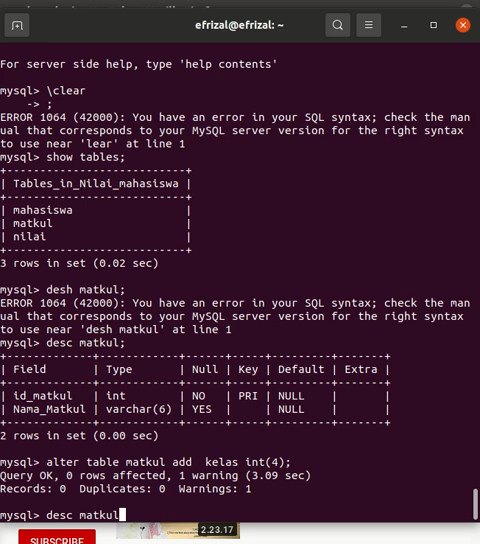 efrizal@efrizal: ~
For server side help, type 'help contents'
mysql> \clear
    -> ;
ERROR 1064 (42000): You have an error in your SQL syntax; check the man
ual that corresponds to your MySQL server version for the right syntax
to use near 'lear' at line 1
mysql> show tables;
+---------------------------+
| Tables_in_Nilai_mahasiswa |
+---------------------------+
| mahasiswa                 |
| matkul                    |
| nilai                     |
+---------------------------+
3 rows in set (0.02 sec)
mysql> desh matkul;
ERROR 1064 (42000): You have an error in your SQL syntax; check the man
ual that corresponds to your MySQL server version for the right syntax
to use near 'desh matkul' at line 1
mysql> desc matkul;
+-------------+------------+------+-----+---------+-------+
| Field       | Type       | Null | Key | Default | Extra |
+-------------+------------+------+-----+---------+-------+
| id_matkul   | int        | NO   | PRI | NULL    |       |
| Nama_Matkul | varchar(6) | YES  |     | NULL    |       |
+-------------+------------+------+-----+---------+-------+
2 rows in set (0.00 sec)
mysql> alter table matkul add  kelas int(4);
Query OK, 0 rows affected, 1 warning (3.09 sec)
Records: 0  Duplicates: 0  Warnings: 1
mysql> desc matkul
2.23.17
SUBSCRIBE